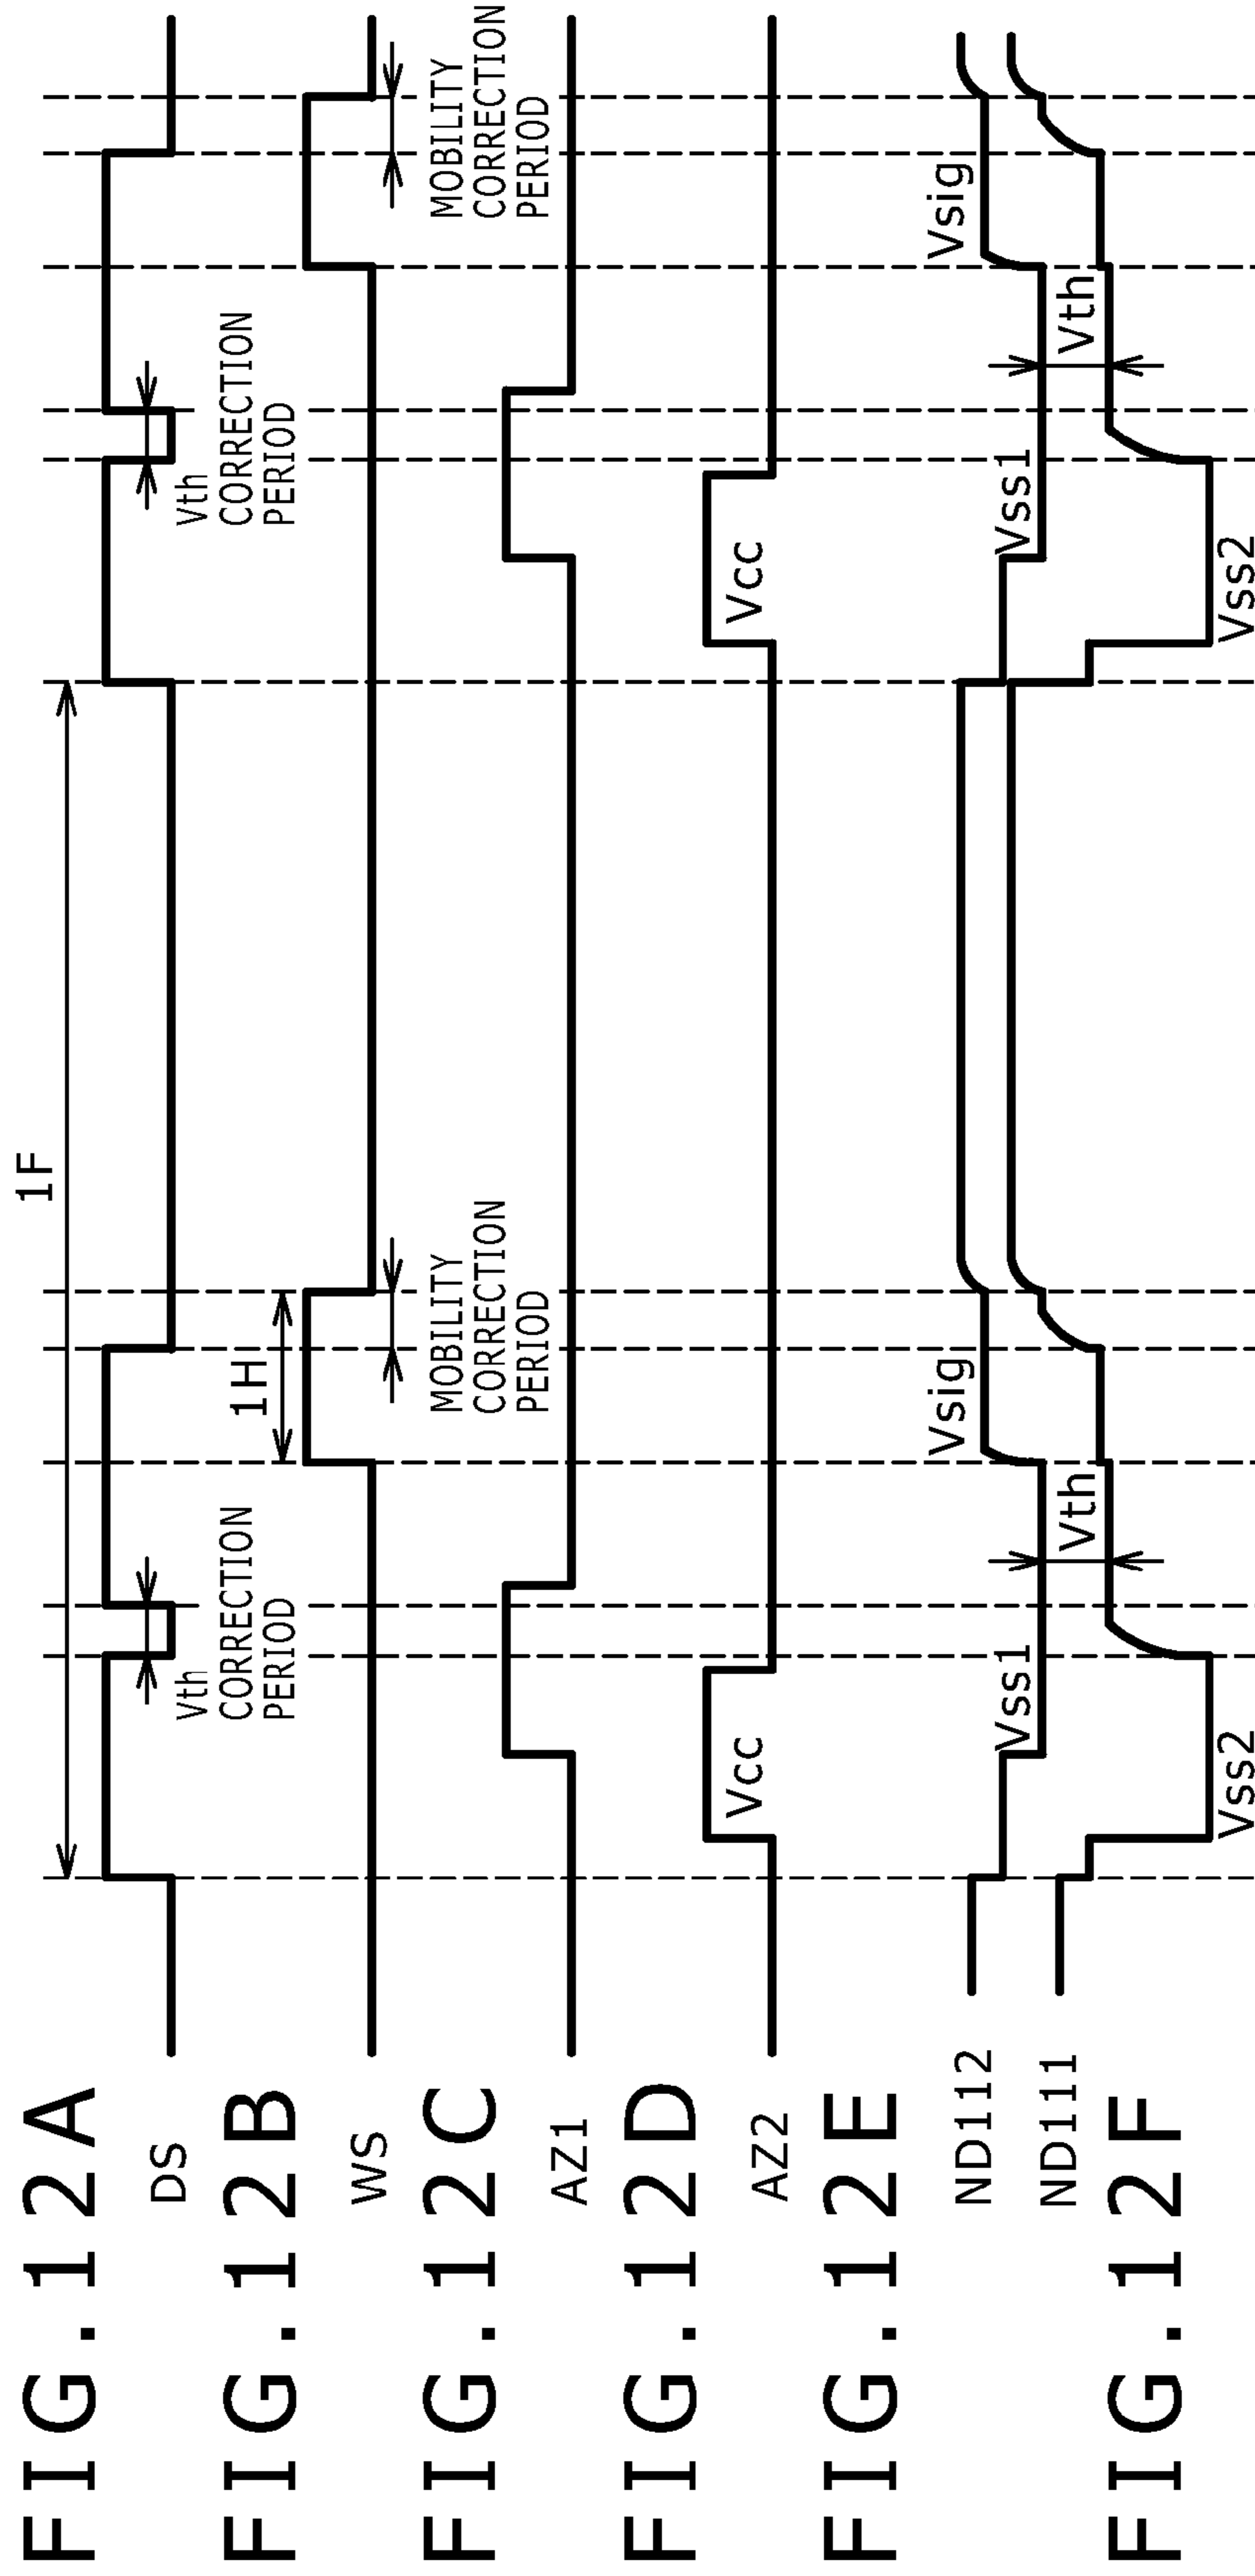 1F
FIG.12A
DS
Vth
CORRECTION
PERIOD
Vth
CORRECTION
PERIOD
FIG.12B
WS
1H
MOBILITY
CORRECTION
PERIOD
MOBILITY
CORRECTION
PERIOD
FIG.12C
AZ1
FIG.12D
AZ2
Vcc
Vcc
FIG.12E
ND112
Vss1
Vsig
Vss1
Vsig
ND111
Vth
Vth
FIG.12F
Vss2
Vss2